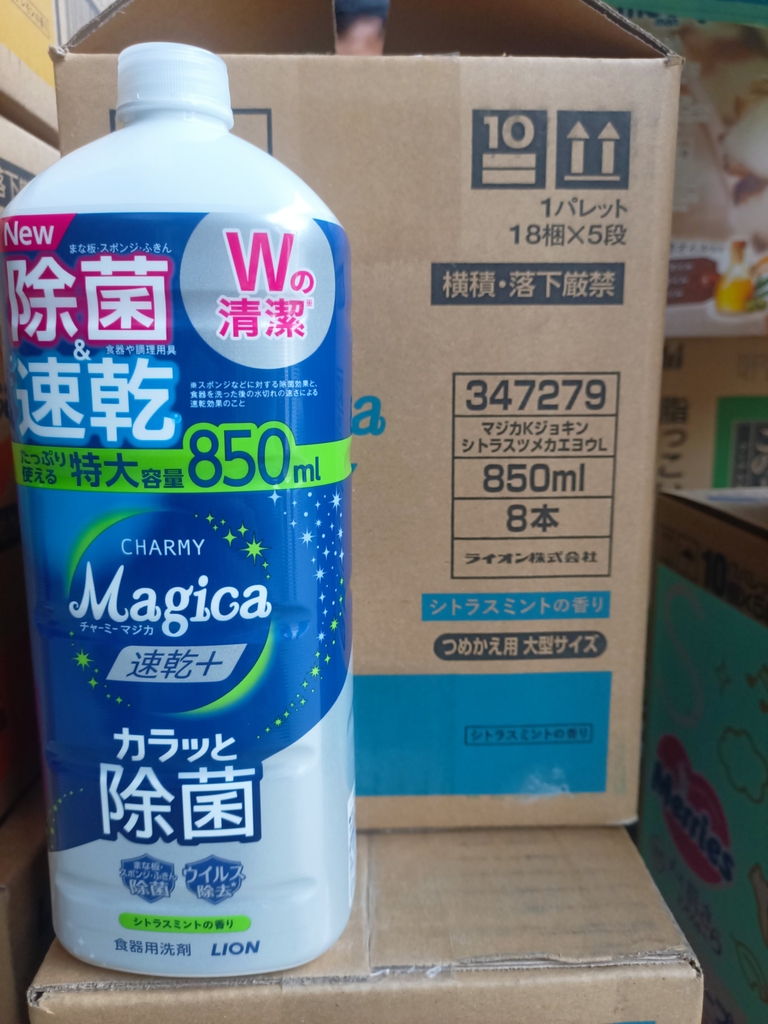 New
まな板・スポンジ・ふきん
除菌
&
食器や調理用具
速乾
Wの
清潔※
※スポンジなどに対する除菌効果と、
食器を洗った後の水切れの速さによる
速乾効果のこと
たっぷり
使える
特大容量850ml
CHARMY
Magica
チャーミーマジカ
速乾＋
カラッと
除菌
まな板・
スポンジ・ふきん
除菌
ウイルス
除去
シトラスミントの香り
食器用洗剤
LION
10
1パレット
18梱×5段
横積・落下厳禁
347279
マジカKジョキン
シトラスツメカエヨウL
850ml
8本
ライオン株式会社
シトラスミントの香り
つめかえ用 大型サイズ
シトラスミントの香り
Merries